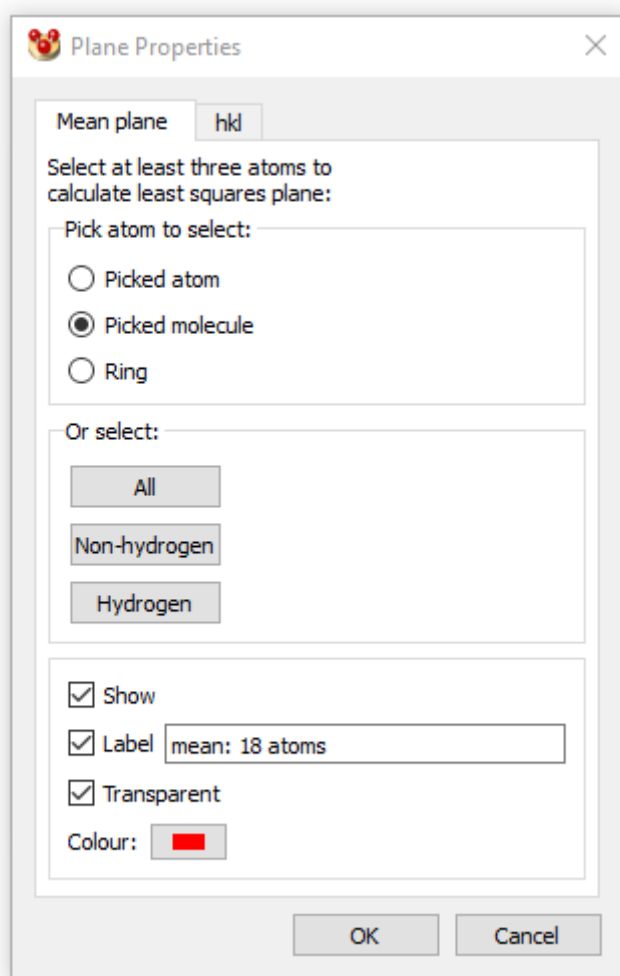 Plane Properties
Mean plane
hkl
Select at least three atoms to
calculate least squares plane:
Pick atom to select:
Picked atom
Picked molecule
Ring
Or select:
All
Non-hydrogen
Hydrogen
Show
Label mean: 18 atoms
Transparent
Colour:
OK
Cancel